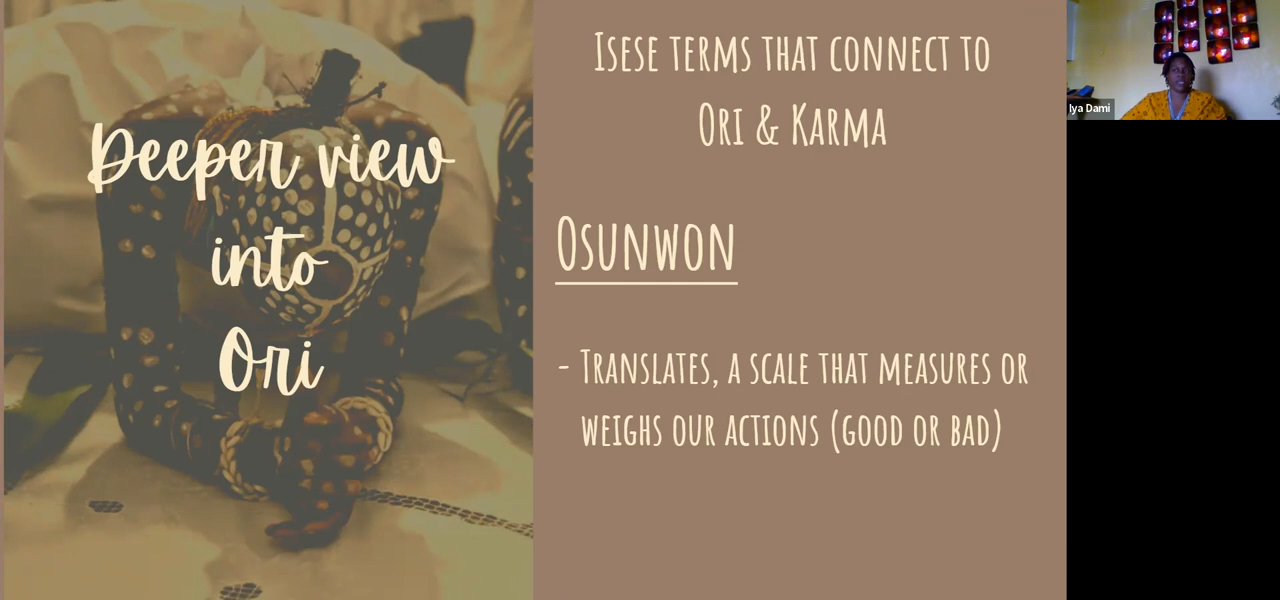 Deeper view
into
Ori
Isese terms that connect to
Ori & Karma
Osunwon
- Translates, a scale that measures or
weighs our actions (good or bad)
Iya Dami